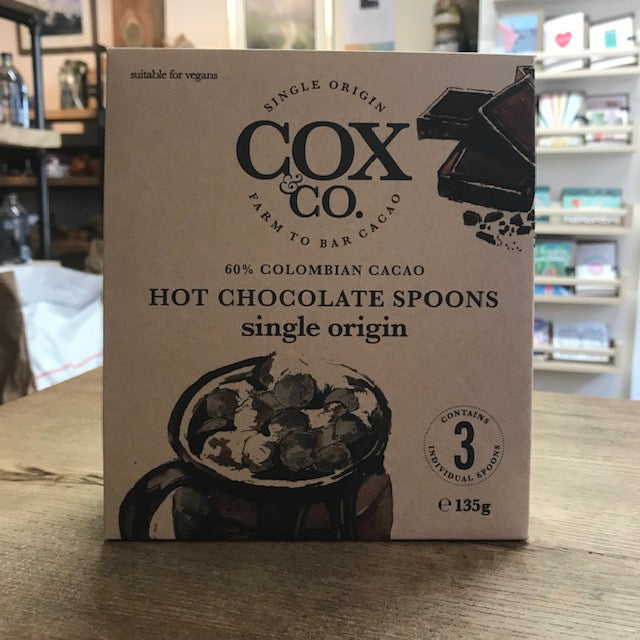 suitable for vegans
SINGLE ORIGIN
COX
& CO.
FARM TO BAR CACAO
60% COLOMBIAN CACAO
HOT CHOCOLATE SPOONS
single origin
CONTAINS
3
INDIVIDUAL SPOONS
℮ 135g